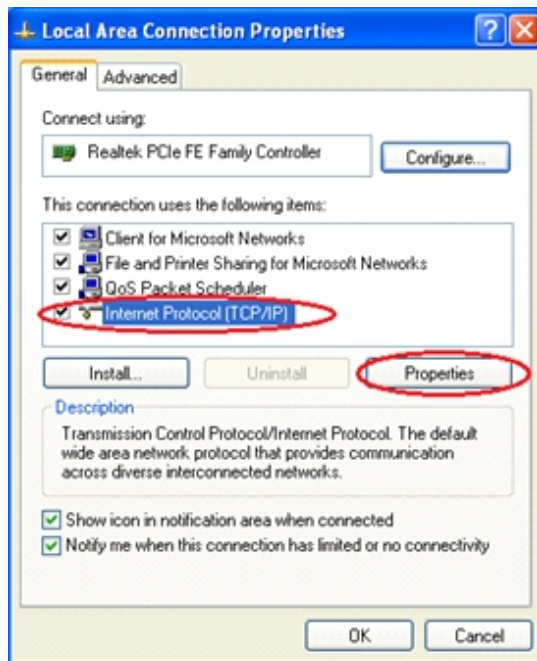 Local Area Connection Properties
General Advanced
Connect using:
Realtek PCIe FE Family Controller
Configure...
This connection uses the following items:
Client for Microsoft Networks
File and Printer Sharing for Microsoft Networks
QoS Packet Scheduler
Internet Protocol (TCP/IP)
Install... Uninstall Properties
Description
Transmission Control Protocol/Internet Protocol. The default
wide area network protocol that provides communication
across diverse interconnected networks.
Show icon in notification area when connected
Notify me when this connection has limited or no connectivity
OK Cancel